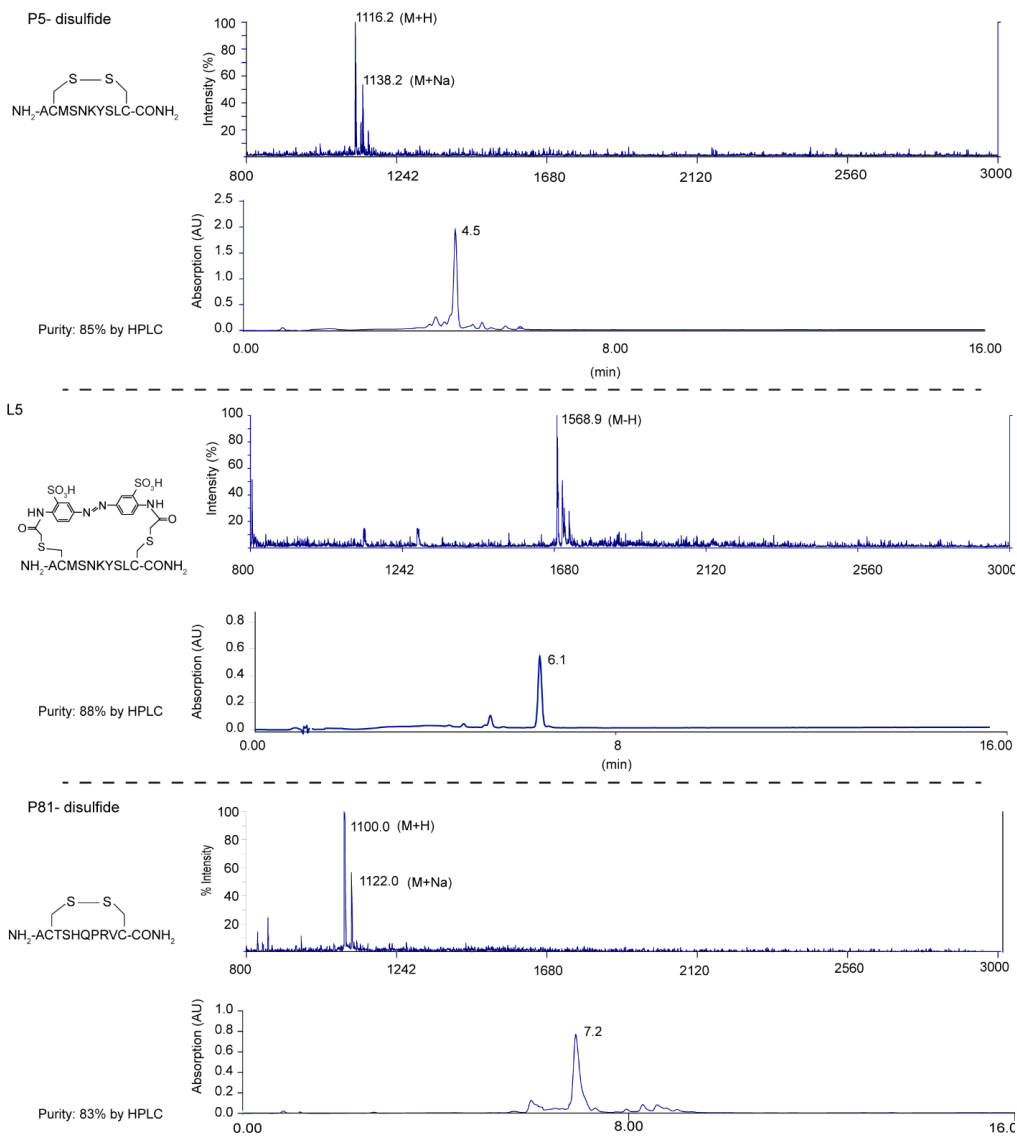 P5- disulfide
S — S
NH2-ACMSNKYSLC-CONH2
Intensity (%)
100
80
60
40
20
1116.2 (M+H)
1138.2 (M+Na)
800 1242 1680 2120 2560 3000
Absorption (AU)
2.5
2.0
1.5
1.0
0.5
0.0
4.5
Purity: 85% by HPLC
0.00 8.00 16.00
(min)
L5
SO3H
SO3H
NH
N=N
NH
O
O
S
S
NH2-ACMSNKYSLC-CONH2
Intensity (%)
100
80
60
40
20
1568.9 (M-H)
800 1242 1680 2120 2560 3000
Absorption (AU)
0.8
0.6
0.4
0.2
0.0
6.1
Purity: 88% by HPLC
0.00 8 16.00
(min)
P81- disulfide
S — S
NH2-ACTSHQPRVC-CONH2
% Intensity
100
80
60
40
20
1100.0 (M+H)
1122.0 (M+Na)
800 1242 1680 2120 2560 3000
Absorption (AU)
1.0
0.8
0.6
0.4
0.2
0.0
7.2
Purity: 83% by HPLC
0.00 8.00 16.0